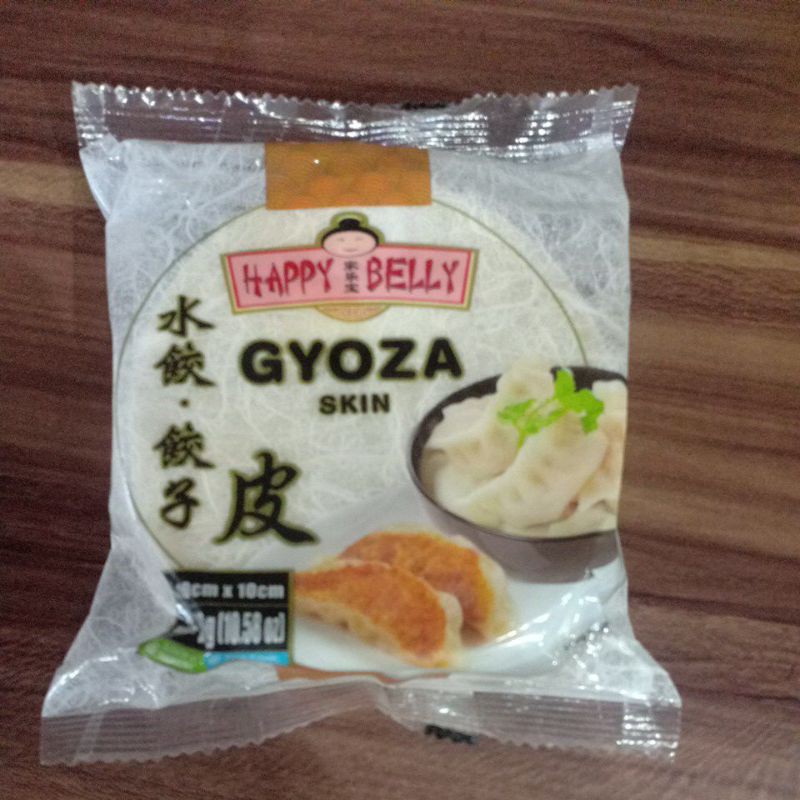 HAPPY BELLY
GYOZA
SKIN
水餃·餃子
皮
x 10cm
(10.58 oz)